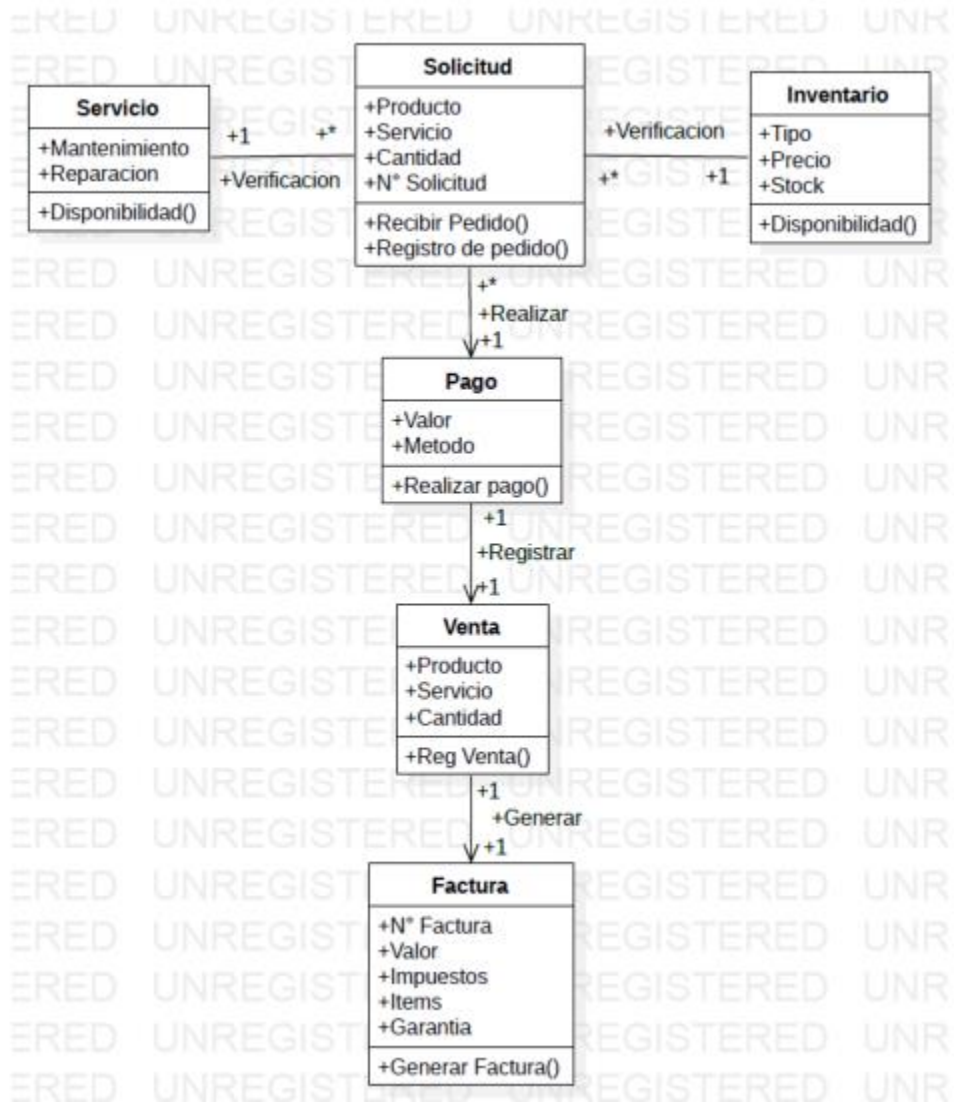 Solicitud
+Producto
+Servicio
+Cantidad
+N° Solicitud
+Recibir Pedido()
+Registro de pedido()
Servicio
+Mantenimiento
+Reparacion
+Disponibilidad()
+1
+*
+Verificacion
Inventario
+Tipo
+Precio
+Stock
+Disponibilidad()
+Verificacion
+*
+1
+*
+Realizar
+1
Pago
+Valor
+Metodo
+Realizar pago()
+1
+Registrar
+1
Venta
+Producto
+Servicio
+Cantidad
+Reg Venta()
+1
+Generar
+1
Factura
+N° Factura
+Valor
+Impuestos
+Items
+Garantia
+Generar Factura()
UNREGISTERED